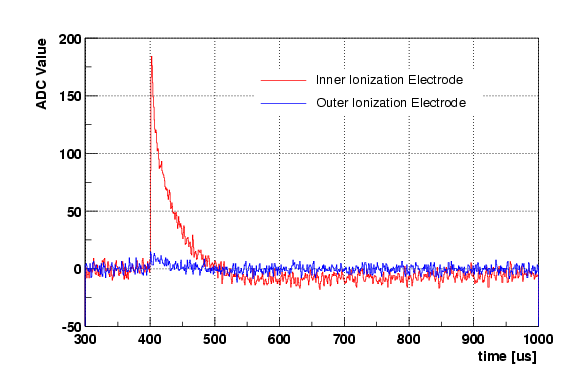 ADC Value
200
150
100
50
0
-50
Inner Ionization Electrode
Outer Ionization Electrode
300 400 500 600 700 800 900 1000
time [us]